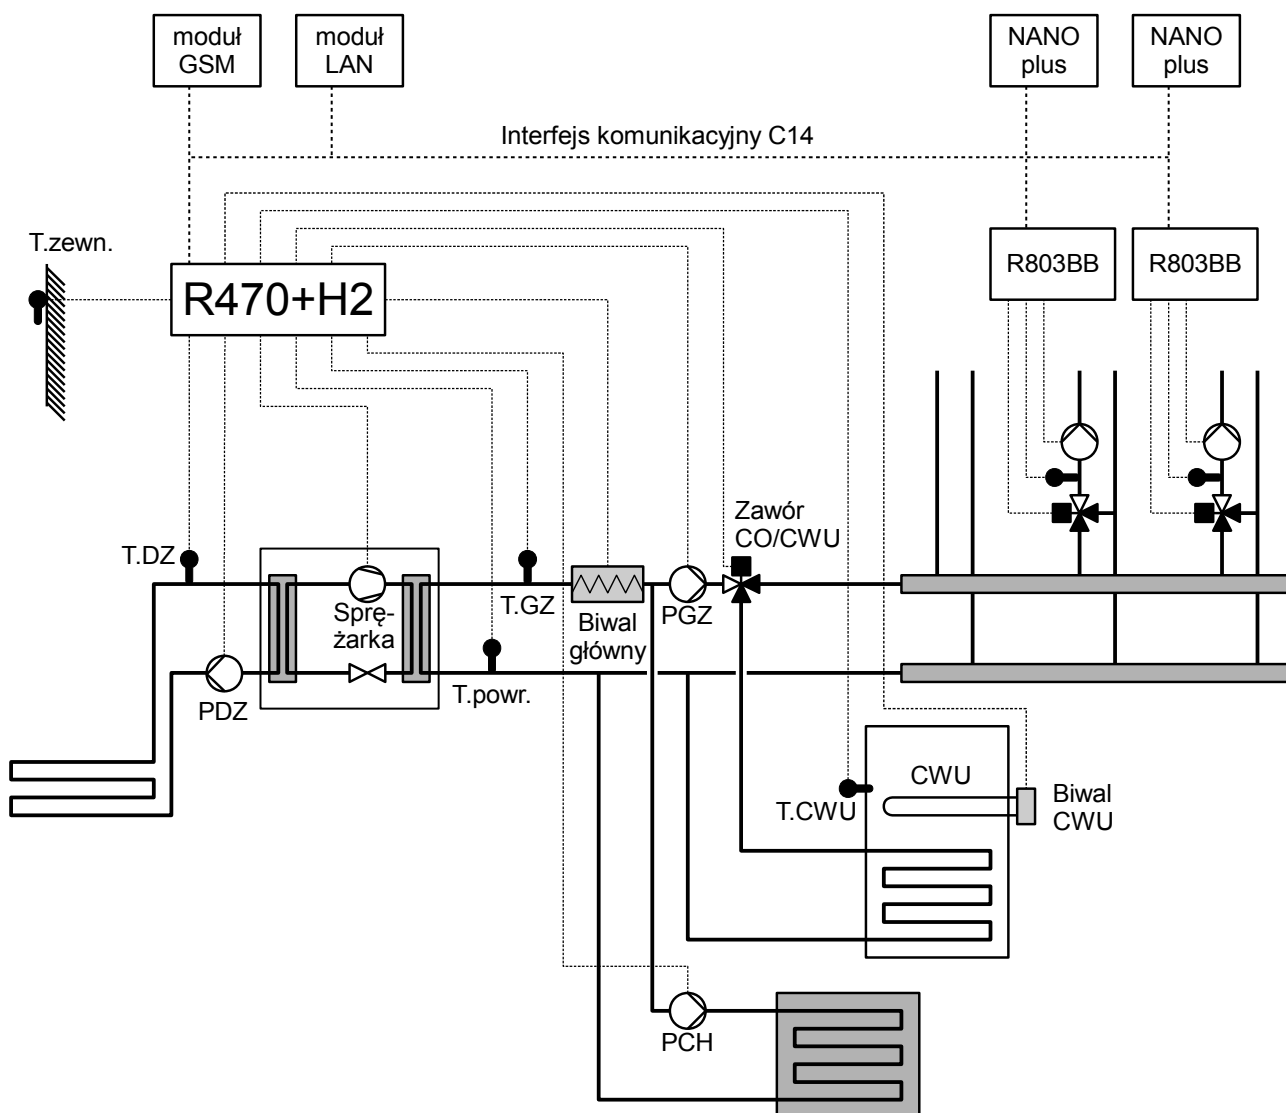 moduł
GSM
moduł
LAN
NANO
plus
NANO
plus
Interfejs komunikacyjny C14
T.zewn.
R470+H2
R803BB
R803BB
Zawór
CO/CWU
T.DZ
T.GZ
Sprę-
żarka
Biwal
główny
PGZ
T.powr.
PDZ
CWU
T.CWU
Biwal
CWU
PCH